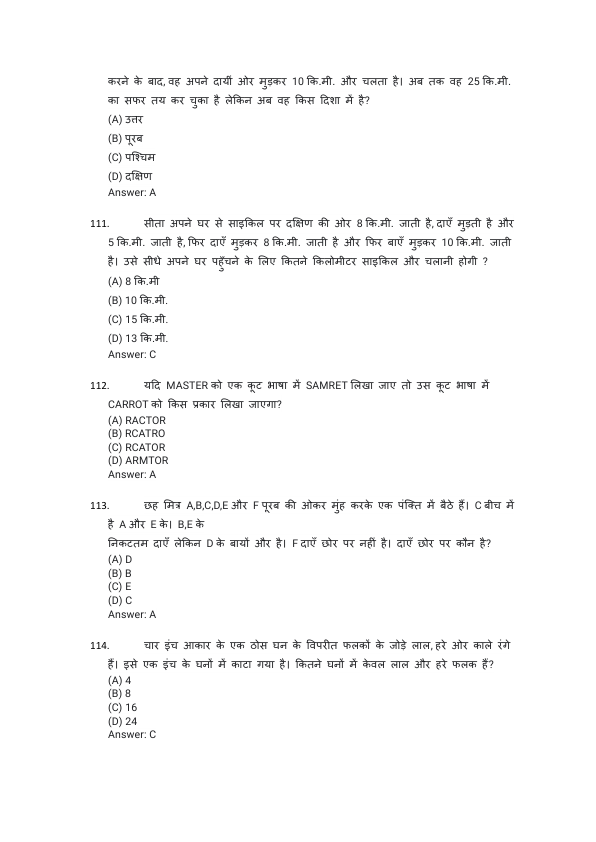 करने के बाद, वह अपने दायीं ओर मुड़कर 10 कि.मी. और चलता है। अब तक वह 25 कि.मी.
का सफर तय कर चुका है लेकिन अब वह किस दिशा में है?
(A) उत्तर
(B) पूरब
(C) पश्चिम
(D) दक्षिण
Answer: A
111. सीता अपने घर से साइकिल पर दक्षिण की ओर 8 कि.मी. जाती है, दाएँ मुड़ती है और
5 कि.मी. जाती है, फिर दाएँ मुड़कर 8 कि.मी. जाती है और फिर बाएँ मुड़कर 10 कि.मी. जाती
है। उसे सीधे अपने घर पहुँचने के लिए कितने किलोमीटर साइकिल और चलानी होगी ?
(A) 8 कि.मी
(B) 10 कि.मी.
(C) 15 कि.मी.
(D) 13 कि.मी.
Answer: C
112. यदि MASTER को एक कूट भाषा में SAMRET लिखा जाए तो उस कूट भाषा में
CARROT को किस प्रकार लिखा जाएगा?
(A) RACTOR
(B) RCATRO
(C) RCATOR
(D) ARMTOR
Answer: A
113. छह मित्र A,B,C,D,E और F पूरब की ओकर मुंह करके एक पंक्ति में बैठे हैं। C बीच में
है A और E के। B,E के
निकटतम दाएँ लेकिन D के बायों और है। F दाएँ छोर पर नहीं है। दाएँ छोर पर कौन है?
(A) D
(B) B
(C) E
(D) C
Answer: A
114. चार इंच आकार के एक ठोस घन के विपरीत फलकों के जोड़े लाल, हरे ओर काले रंगे
हैं। इसे एक इंच के घनों में काटा गया है। कितने घनों में केवल लाल और हरे फलक हैं?
(A) 4
(B) 8
(C) 16
(D) 24
Answer: C